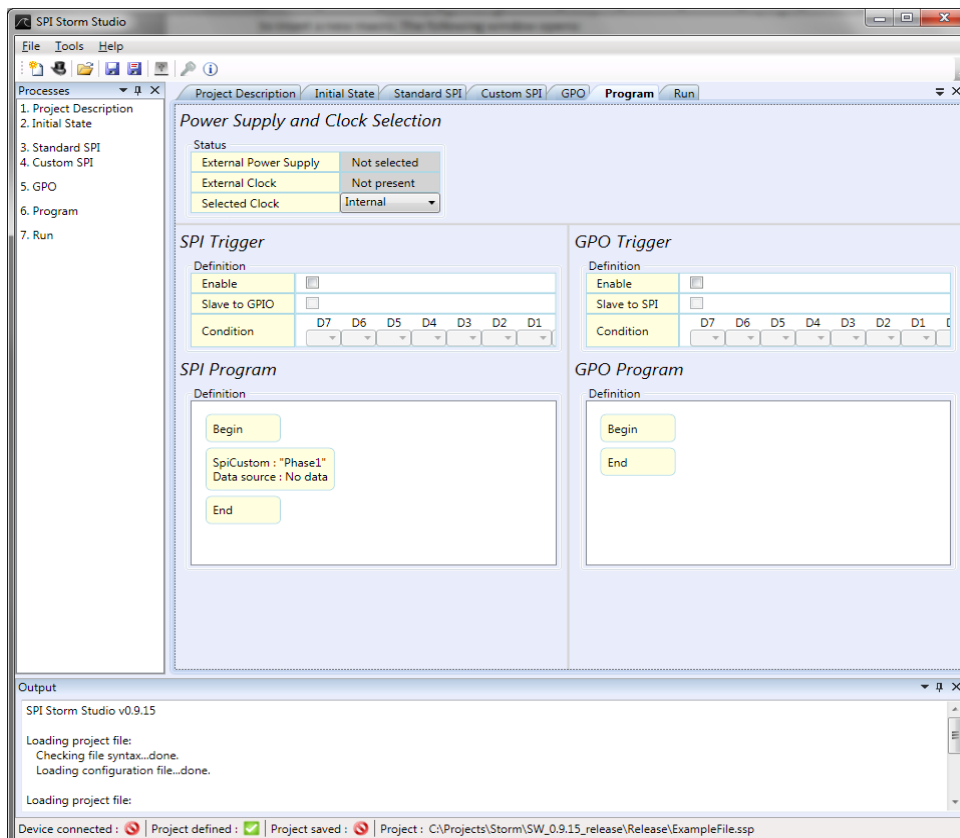 SPI Storm Studio
File Tools Help
Processes
1. Project Description
2. Initial State
3. Standard SPI
4. Custom SPI
5. GPO
6. Program
7. Run
Project Description Initial State Standard SPI Custom SPI GPO Program Run
Power Supply and Clock Selection
Status
External Power Supply Not selected
External Clock Not present
Selected Clock Internal
SPI Trigger
Definition
Enable
Slave to GPIO
Condition D7 D6 D5 D4 D3 D2 D1
SPI Program
Definition
Begin
SpiCustom : "Phase1"
Data source : No data
End
GPO Trigger
Definition
Enable
Slave to SPI
Condition D7 D6 D5 D4 D3 D2 D1
GPO Program
Definition
Begin
End
Output
SPI Storm Studio v0.9.15
Loading project file:
Checking file syntax...done.
Loading configuration file...done.
Loading project file:
Device connected : Project defined : Project saved : Project : C:\Projects\Storm\SW_0.9.15_release\Release\ExampleFile.ssp